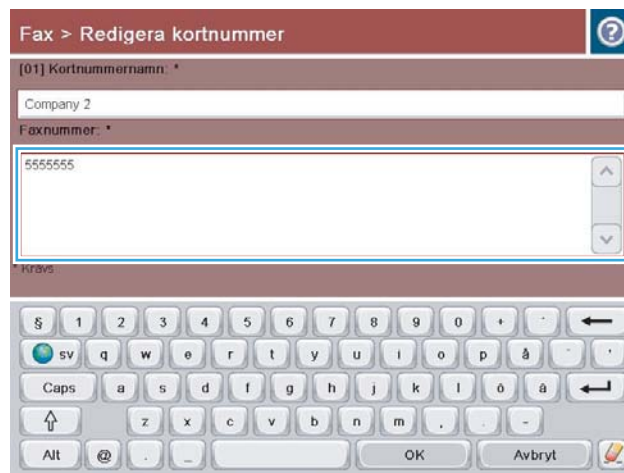 Fax > Redigera kortnummer
?
[01] Kortnummernamn: *
Company 2
Faxnummer: *
5555555
* Krävs
§ 1 2 3 4 5 6 7 8 9 0 +
sv q w e r t y u i o p å
Caps a s d f g h j k l ö ä
z x c v b n m , . -
Alt @ . _ OK Avbryt